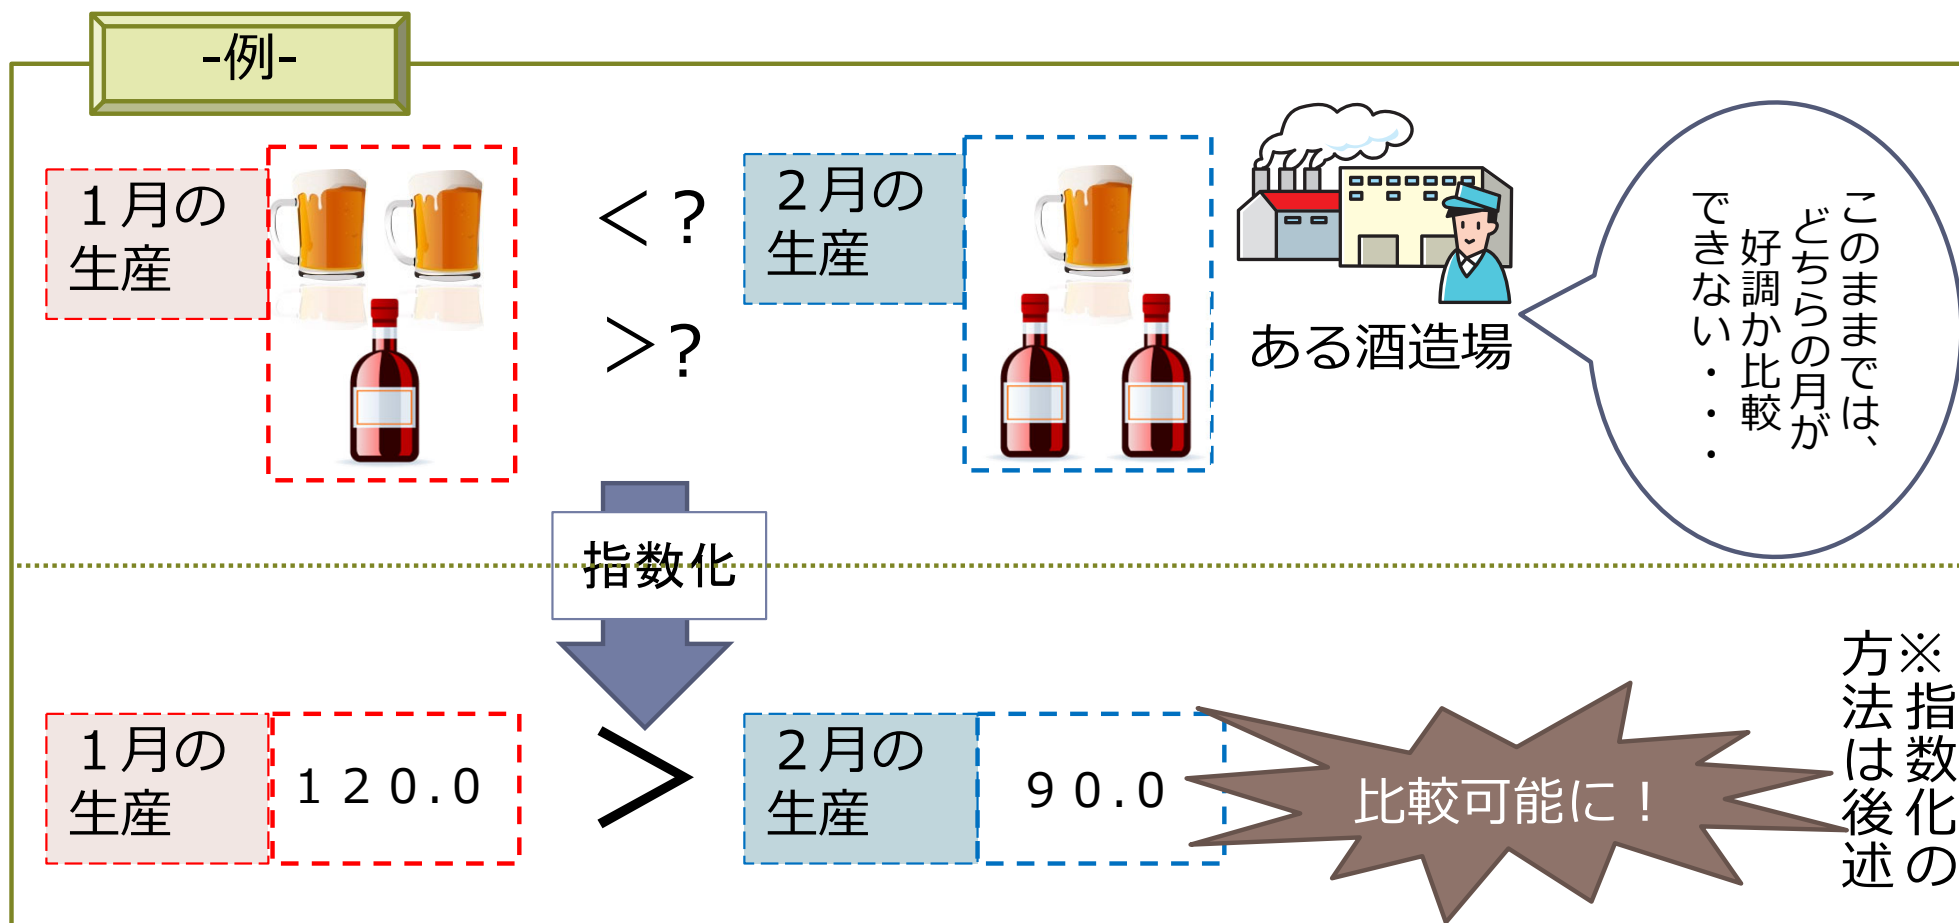 -例-
１月の
生産
＜？
＞？
２月の
生産
ある酒造場
このままでは、
どちらの月が
好調か比較
できない・・・
指数化
１月の
生産
１２０.０
＞
２月の
生産
９０.０
比較可能に！
※指数化の
方法は後述